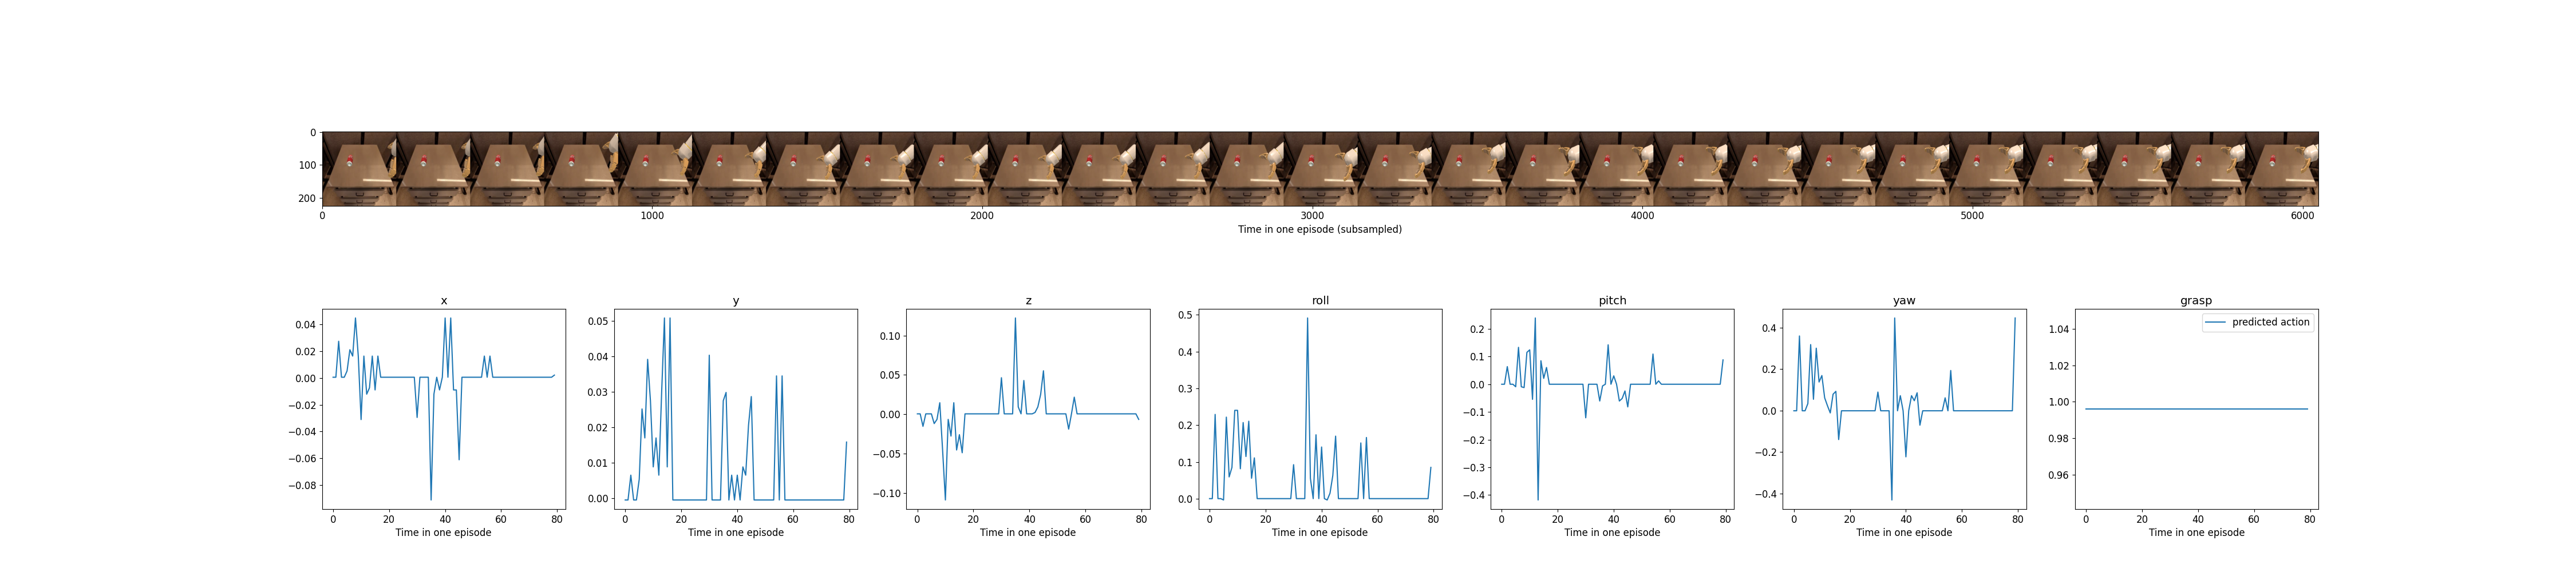 0
100
200
0 1000 2000 3000 4000 5000 6000
Time in one episode (subsampled)
x y z roll pitch yaw grasp
0.04
0.02
0.00
−0.02
−0.04
−0.06
−0.08
0 20 40 60 80
Time in one episode
0.05
0.04
0.03
0.02
0.01
0.00
0 20 40 60 80
Time in one episode
0.10
0.05
0.00
−0.05
−0.10
0 20 40 60 80
Time in one episode
0.5
0.4
0.3
0.2
0.1
0.0
0 20 40 60 80
Time in one episode
0.2
0.1
0.0
−0.1
−0.2
−0.3
−0.4
0 20 40 60 80
Time in one episode
0.4
0.2
0.0
−0.2
−0.4
0 20 40 60 80
Time in one episode
predicted action
1.04
1.02
1.00
0.98
0.96
0 20 40 60 80
Time in one episode